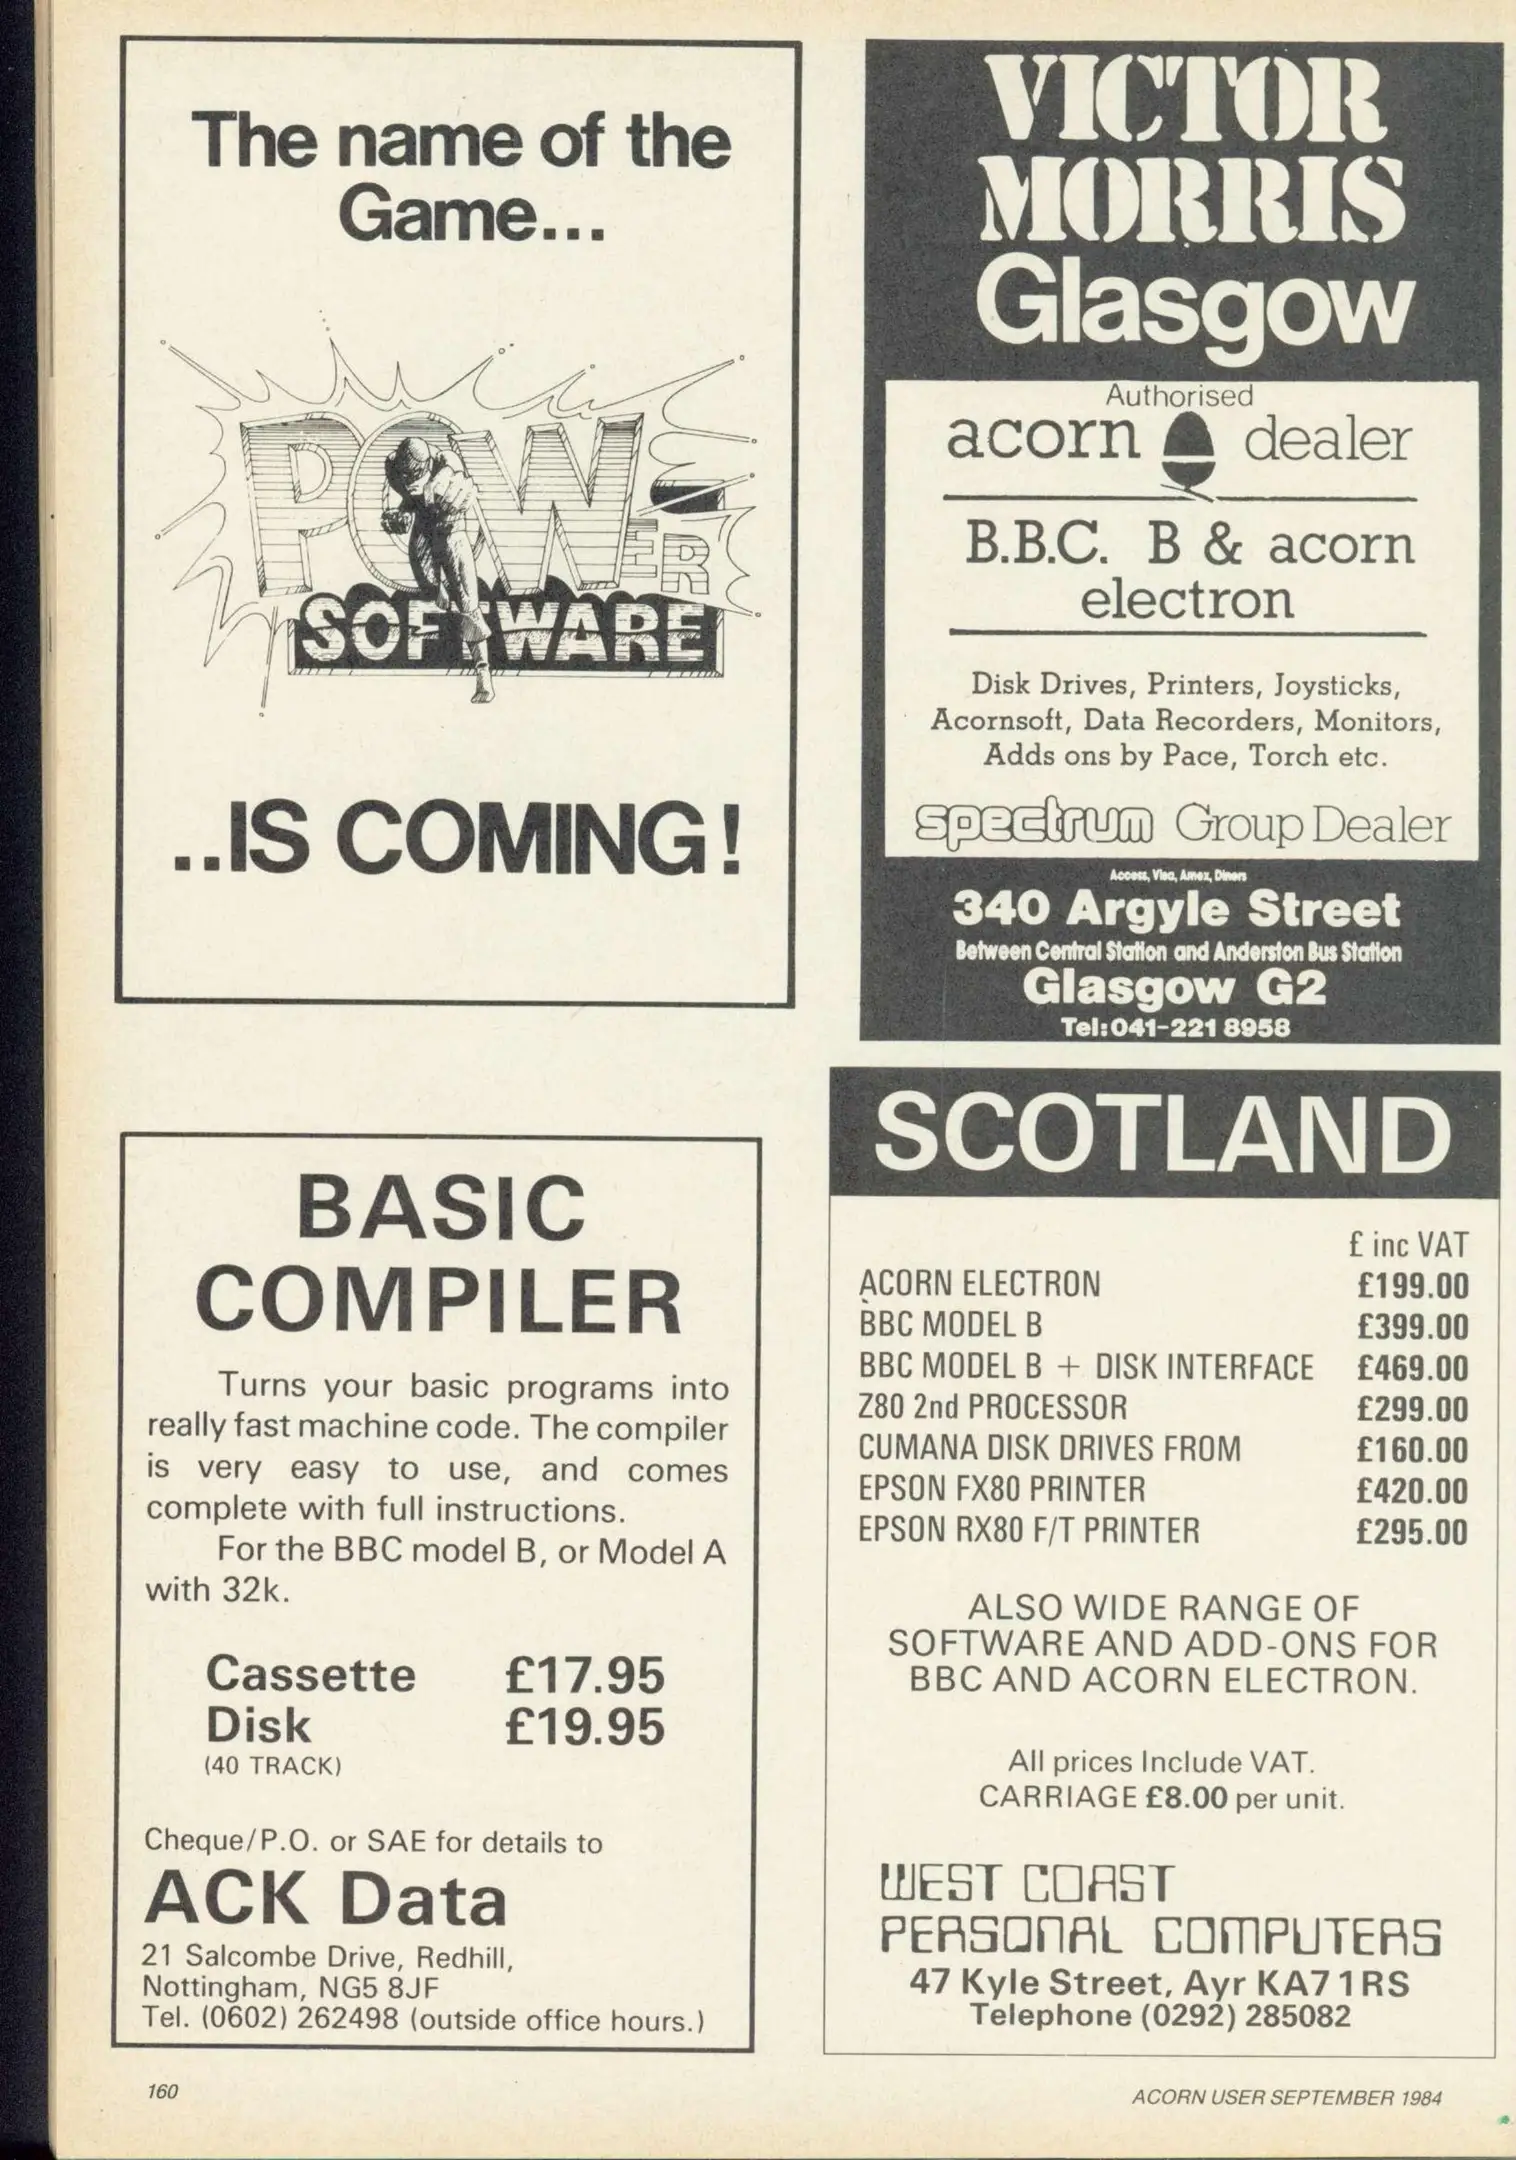 The name of the
Game...
POWER
SOFTWARE
..IS COMING!
VICTOR
MORRIS
Glasgow
Authorised
acorn dealer
B.B.C. B & acorn
electron
Disk Drives, Printers, Joysticks,
Acornsoft, Data Recorders, Monitors,
Adds ons by Pace, Torch etc.
spectrum Group Dealer
Access, Visa, Amex, Diners
340 Argyle Street
Between Central Station and Anderston Bus Station
Glasgow G2
Tel:041-221 8958
BASIC
COMPILER
Turns your basic programs into
really fast machine code. The compiler
is very easy to use, and comes
complete with full instructions.
For the BBC model B, or Model A
with 32k.
Cassette £17.95
Disk £19.95
(40 TRACK)
Cheque/P.O. or SAE for details to
ACK Data
21 Salcombe Drive, Redhill,
Nottingham, NG5 8JF
Tel. (0602) 262498 (outside office hours.)
SCOTLAND
£ inc VAT
ACORN ELECTRON £199.00
BBC MODEL B £399.00
BBC MODEL B + DISK INTERFACE £469.00
Z80 2nd PROCESSOR £299.00
CUMANA DISK DRIVES FROM £160.00
EPSON FX80 PRINTER £420.00
EPSON RX80 F/T PRINTER £295.00
ALSO WIDE RANGE OF
SOFTWARE AND ADD-ONS FOR
BBC AND ACORN ELECTRON.
All prices Include VAT.
CARRIAGE £8.00 per unit.
WEST COAST
PERSONAL COMPUTERS
47 Kyle Street, Ayr KA7 1RS
Telephone (0292) 285082
160
ACORN USER SEPTEMBER 1984